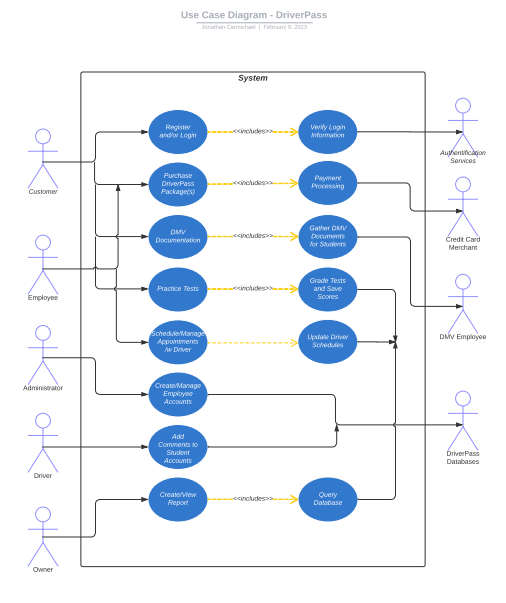 Use Case Diagram - DriverPass
Jonathan Carmichael | February 9, 2023
System
Register
and/or Login
<<includes>>
Verify Login
Information
Authentification
Services
Customer
Purchase
DriverPass
Package(s)
<<includes>>
Payment
Processing
Credit Card
Merchant
DMV
Documentation
<<includes>>
Gather DMV
Documents
for Students
Employee
Practice Tests
<<includes>>
Grade Tests
and Save
Scores
DMV Employee
Schedule/Manage
Appointments
/w Driver
Update Driver
Schedules
Administrator
Create/Manage
Employee
Accounts
Add
Comments to
Student
Accounts
Driver
DriverPass
Databases
Create/View
Report
<<includes>>
Query
Database
Owner